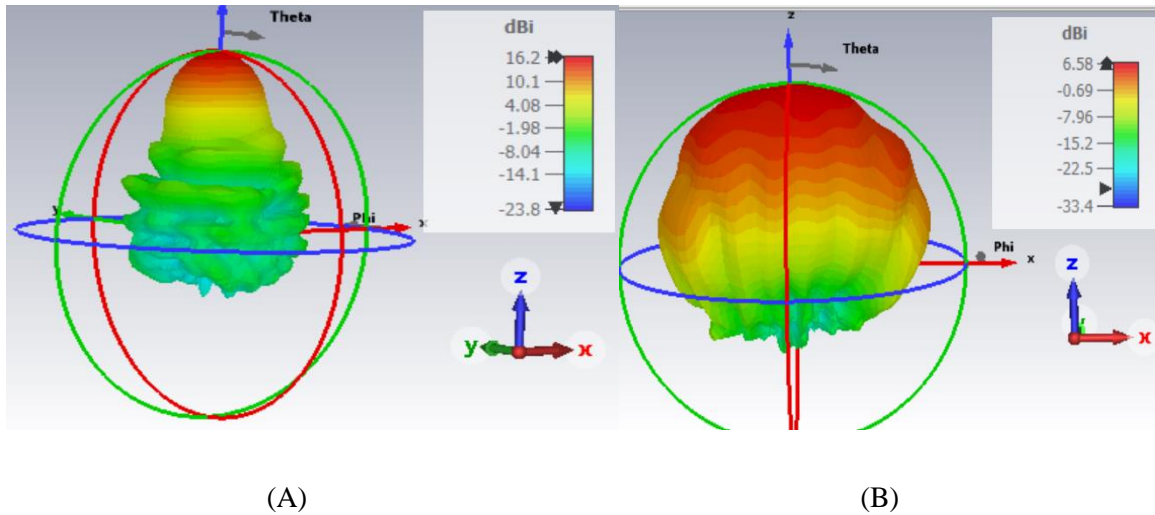 Theta
dBi
16.2
10.1
4.08
-1.98
-8.04
-14.1
-23.8
y
Phi
x
z
y
x
z
Theta
dBi
6.58
-0.69
-7.96
-15.2
-22.5
-33.4
Phi
x
z
x
(A)
(B)